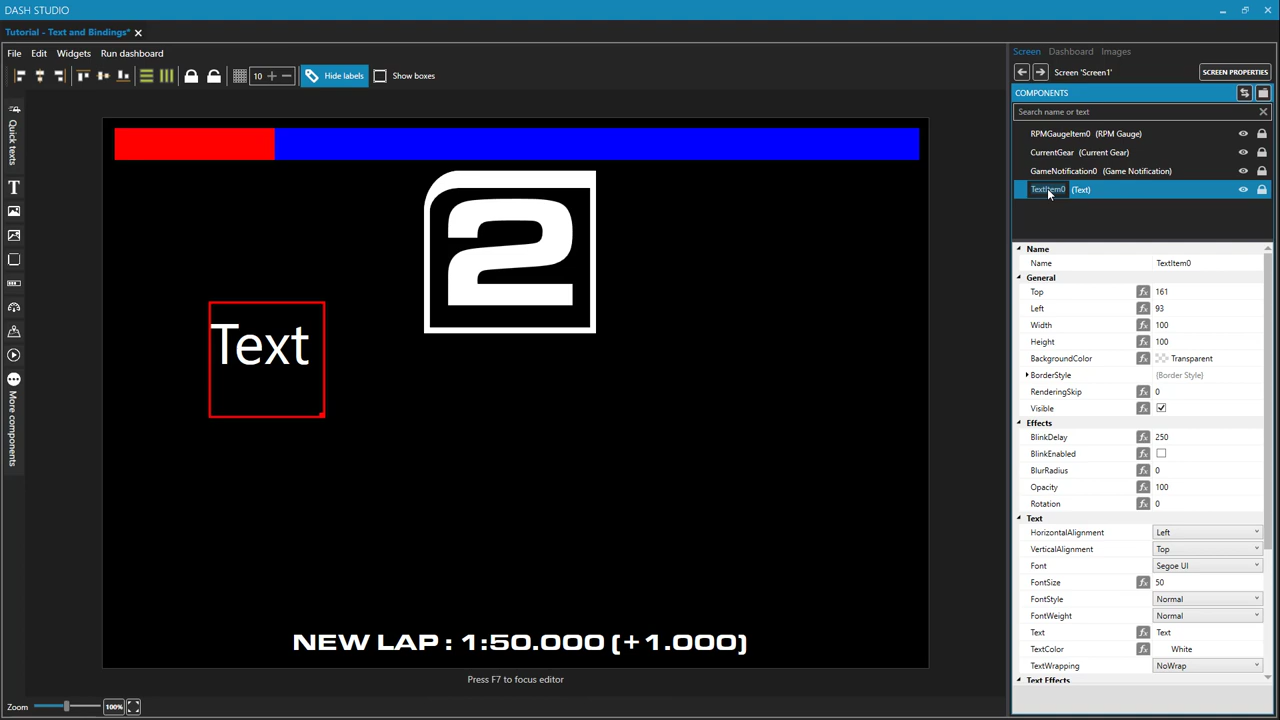 DASH STUDIO
Tutorial - Text and Bindings*
File Edit Widgets Run dashboard
10 Hide labels Show boxes
Quick texts
More components
2
Text
NEW LAP : 1:50.000 (+1.000)
Press F7 to focus editor
Zoom 100%
Screen Dashboard Images
Screen 'Screen1' SCREEN PROPERTIES
COMPONENTS
Search name or text
RPMGaugeItem0 (RPM Gauge)
CurrentGear (Current Gear)
GameNotification0 (Game Notification)
TextItem0 (Text)
Name
Name TextItem0
General
Top 161
Left 93
Width 100
Height 100
BackgroundColor Transparent
BorderStyle (Border Style)
RenderingSkip 0
Visible
Effects
BlinkDelay 250
BlinkEnabled
BlurRadius 0
Opacity 100
Rotation 0
Text
HorizontalAlignment Left
VerticalAlignment Top
Font Segoe UI
FontSize 50
FontStyle Normal
FontWeight Normal
Text Text
TextColor White
TextWrapping NoWrap
Text Effects